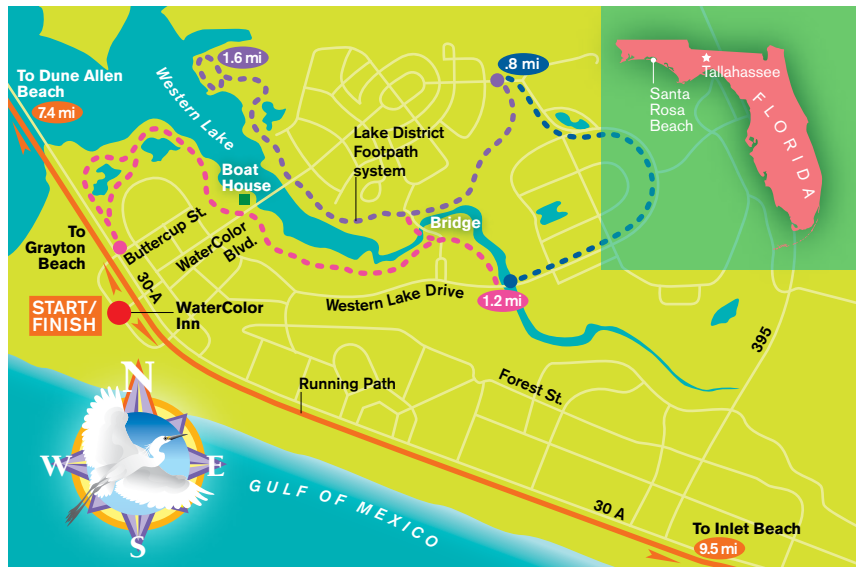 To Dune Allen
Beach
7.4 mi
1.6 mi
Western Lake
.8 mi
Tallahassee
Santa
Rosa
Beach
FLORIDA
Lake District
Footpath
system
Boat
House
Bridge
To
Grayton
Beach
Buttercup St.
WaterColor
Blvd.
30-A
START/
FINISH
WaterColor
Inn
Western Lake Drive
1.2 mi
395
Running Path
Forest St.
N
W
E
S
GULF OF MEXICO
30 A
To Inlet Beach
9.5 mi